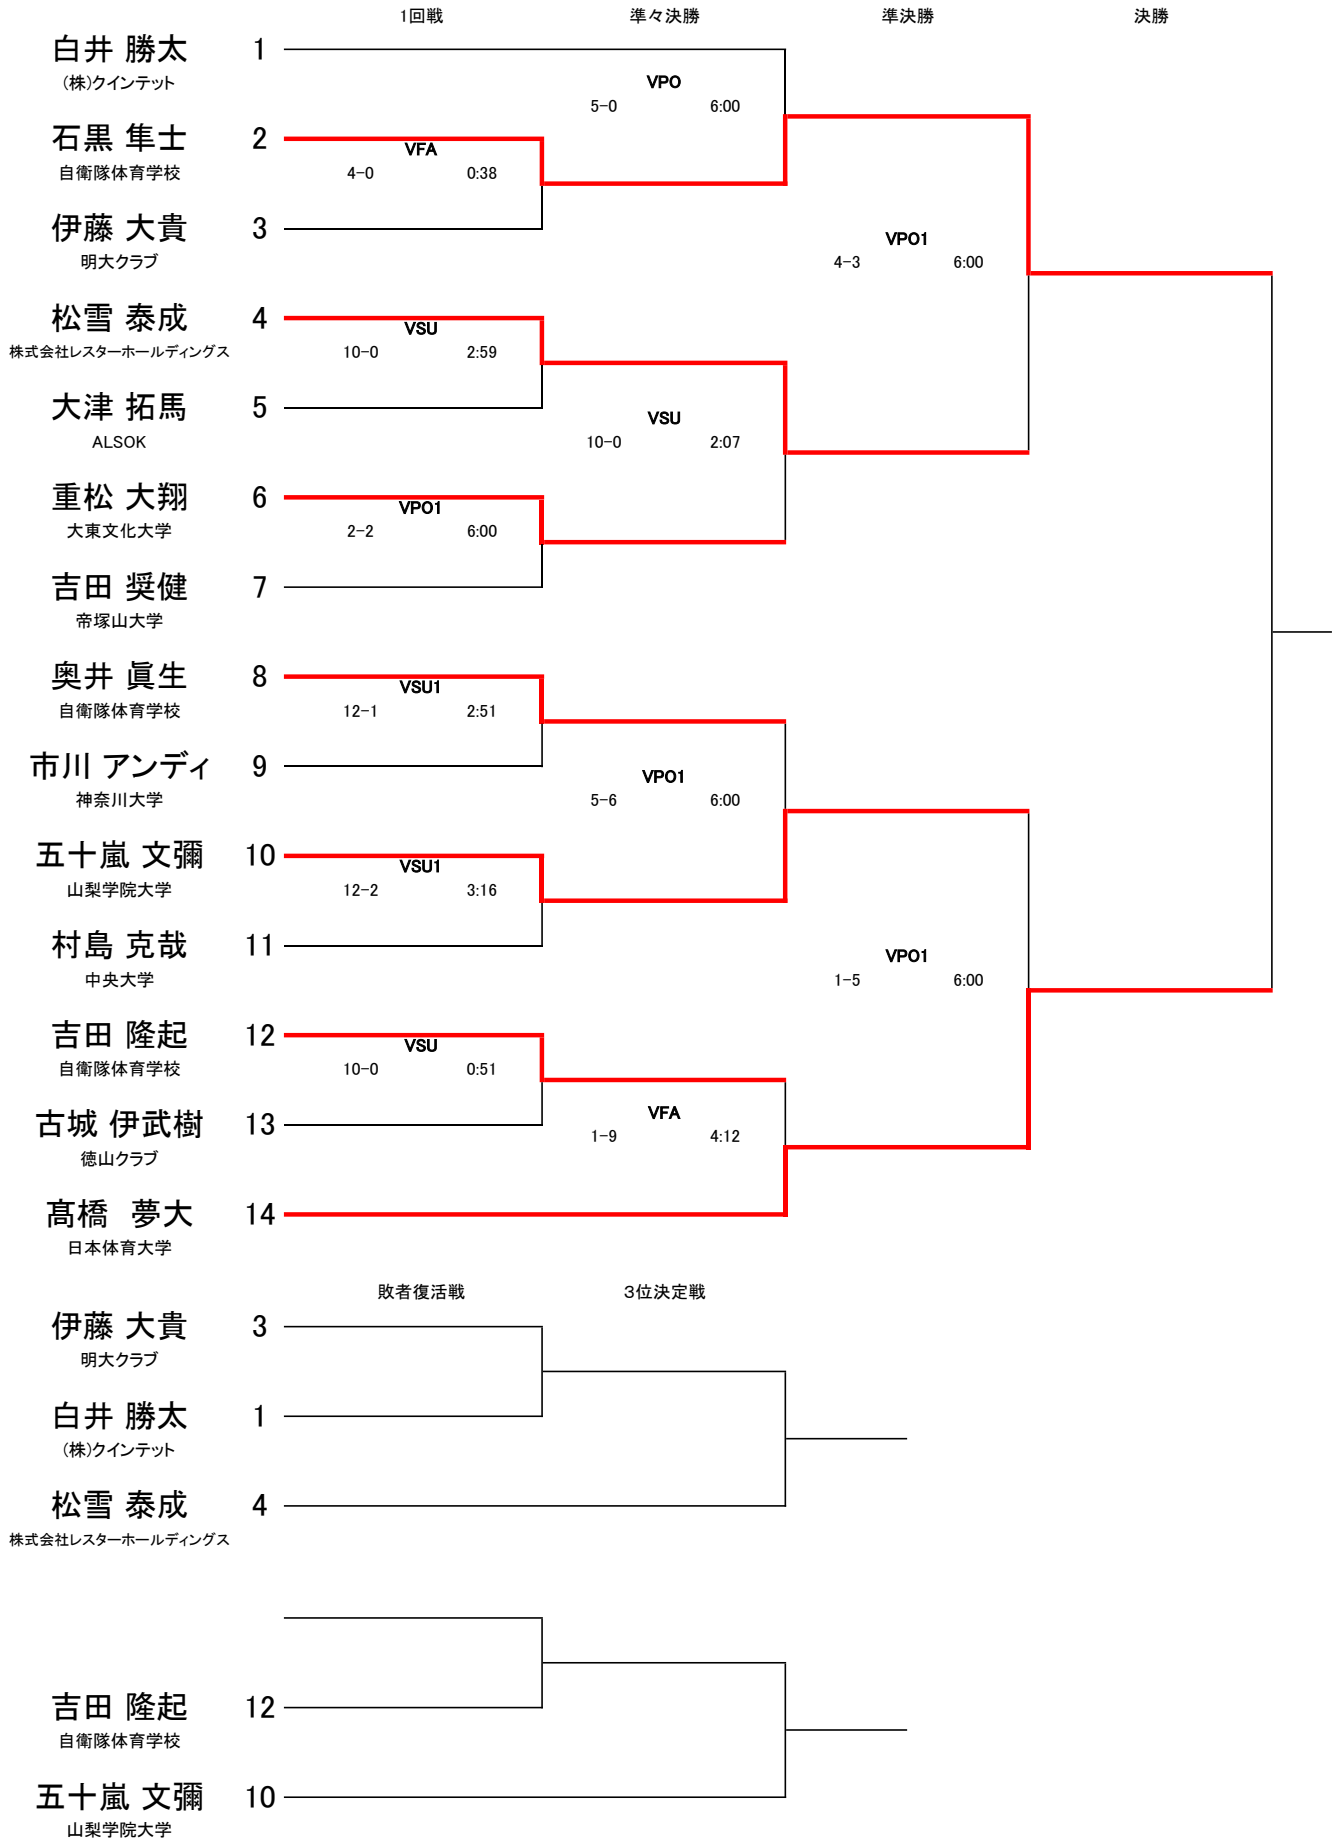 1回戦 準々決勝 準決勝 決勝
白井 勝太 1
(株)クインテット
VPO
5-0 6:00
石黒 隼士 2
VFA
自衛隊体育学校 4-0 0:38
伊藤 大貴 3
VPO1
明大クラブ 4-3 6:00
松雪 泰成 4
VSU
株式会社レスターホールディングス 10-0 2:59
大津 拓馬 5
VSU
ALSOK 10-0 2:07
重松 大翔 6
VPO1
大東文化大学 2-2 6:00
吉田 奨健 7
帝塚山大学
奥井 眞生 8
VSU1
自衛隊体育学校 12-1 2:51
市川 アンディ 9
VPO1
神奈川大学 5-6 6:00
五十嵐 文彌 10
VSU1
山梨学院大学 12-2 3:16
村島 克哉 11
VPO1
中央大学 1-5 6:00
吉田 隆起 12
VSU
自衛隊体育学校 10-0 0:51
古城 伊武樹 13
VFA
1-9 4:12
徳山クラブ
髙橋 夢大 14
日本体育大学
敗者復活戦 3位決定戦
伊藤 大貴 3
明大クラブ
白井 勝太 1
(株)クインテット
松雪 泰成 4
株式会社レスターホールディングス
吉田 隆起 12
自衛隊体育学校
五十嵐 文彌 10
山梨学院大学